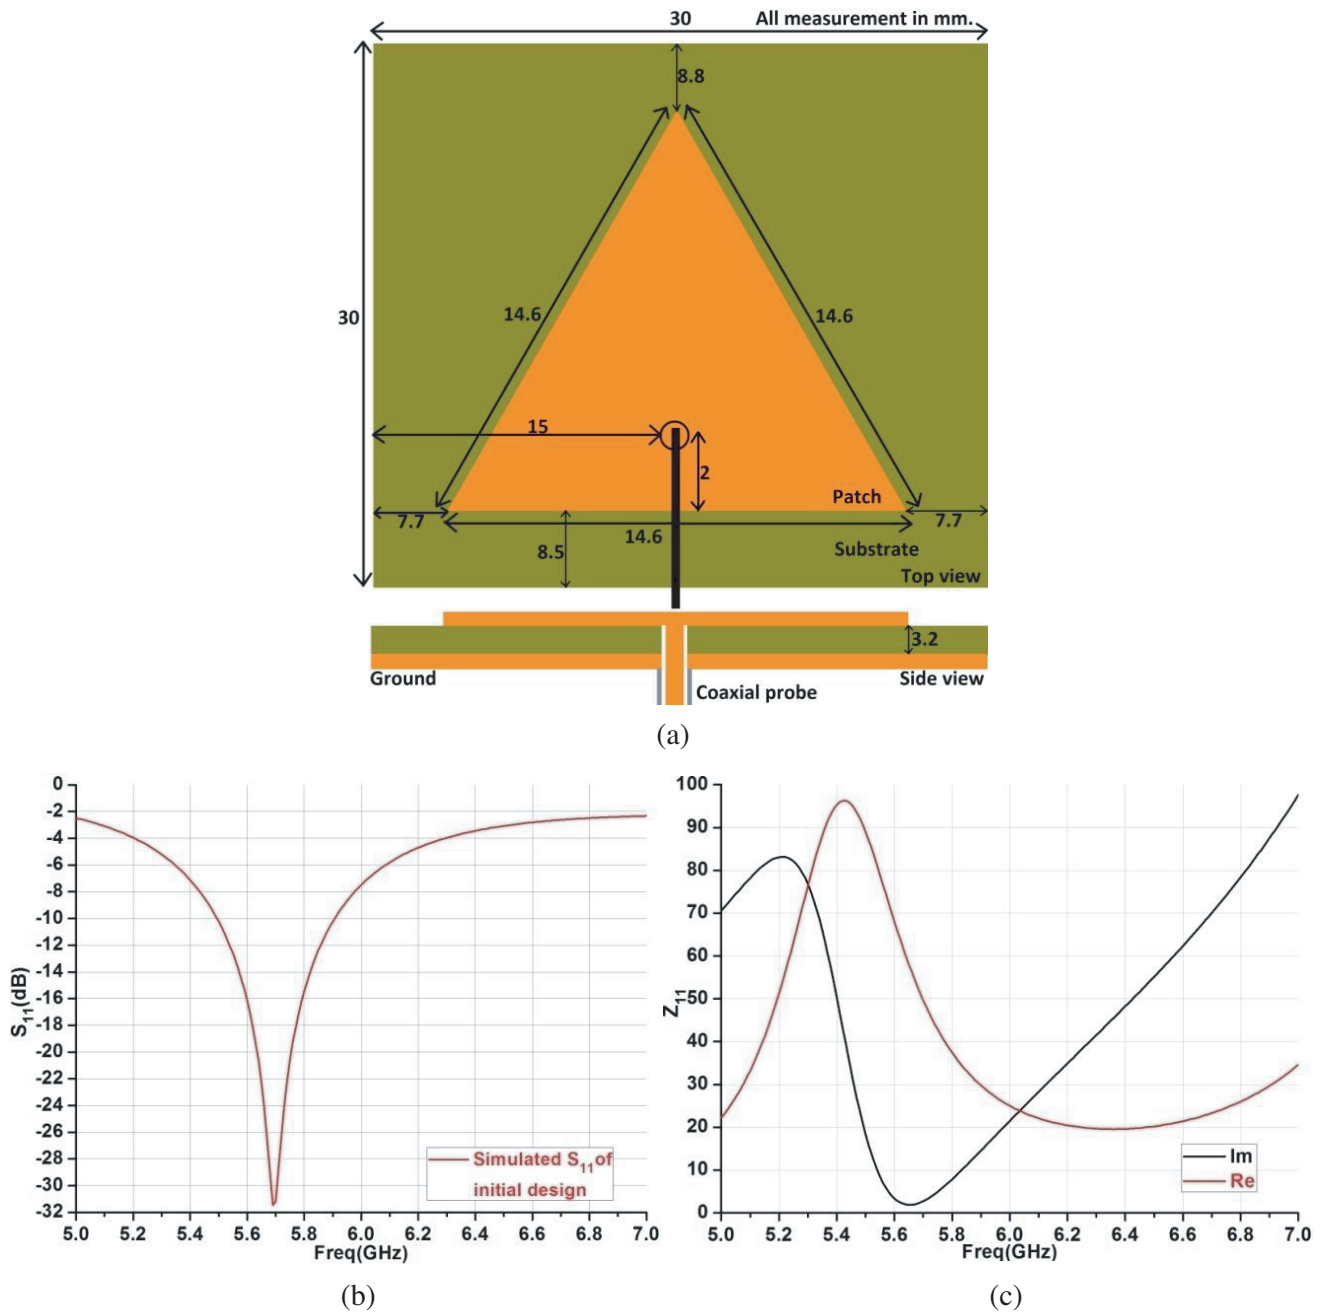 30
All measurement in mm.
8.8
30
14.6
14.6
15
2
Patch
7.7
7.7
14.6
8.5
Substrate
Top view
3.2
Ground
Side view
Coaxial probe
(a)
0
-2
-4
-6
-8
-10
-12
-14
-16
-18
-20
-22
-24
-26
-28
-30
-32
S11(dB)
Simulated S11of
initial design
5.0 5.2 5.4 5.6 5.8 6.0 6.2 6.4 6.6 6.8 7.0
Freq(GHz)
(b)
100
90
80
70
60
50
40
30
20
10
0
Z11
Im
Re
5.0 5.2 5.4 5.6 5.8 6.0 6.2 6.4 6.6 6.8 7.0
Freq(GHz)
(c)